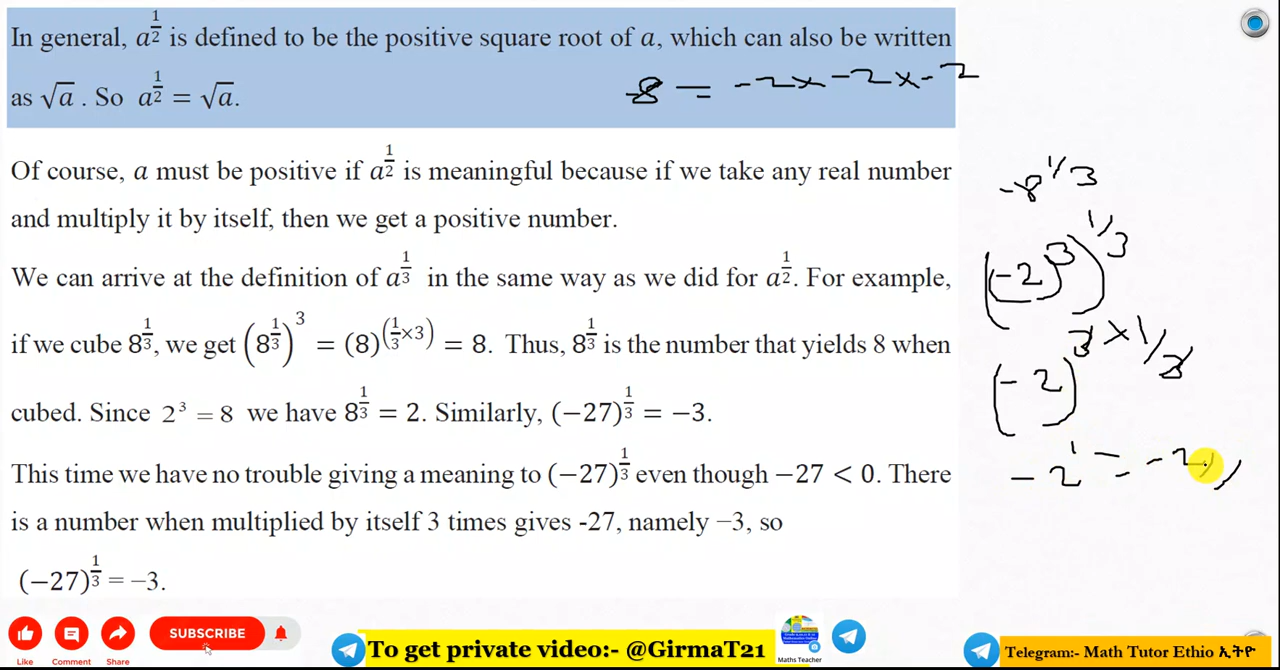 In general, a^{1/2} is defined to be the positive square root of a, which can also be written
as √a . So a^{1/2} = √a.
-8 = -2x -2x -2
Of course, a must be positive if a^{1/2} is meaningful because if we take any real number
and multiply it by itself, then we get a positive number.
We can arrive at the definition of a^{1/3} in the same way as we did for a^{1/2}. For example,
if we cube 8^{1/3}, we get (8^{1/3})^3 = (8)^{(1/3×3)} = 8. Thus, 8^{1/3} is the number that yields 8 when
cubed. Since 2^3 = 8 we have 8^{1/3} = 2. Similarly, (−27)^{1/3} = −3.
This time we have no trouble giving a meaning to (−27)^{1/3} even though −27 < 0. There
is a number when multiplied by itself 3 times gives -27, namely −3, so
(−27)^{1/3} = −3.
-8^{1/3}
((-2)^3)^{1/3}
(-2)^{3 x 1/3}
-2^1 = -2,,
Like
Comment
Share
SUBSCRIBE
To get private video:- @GirmaT21
Maths Teacher
Telegram:- Math Tutor Ethio ኢትዮ